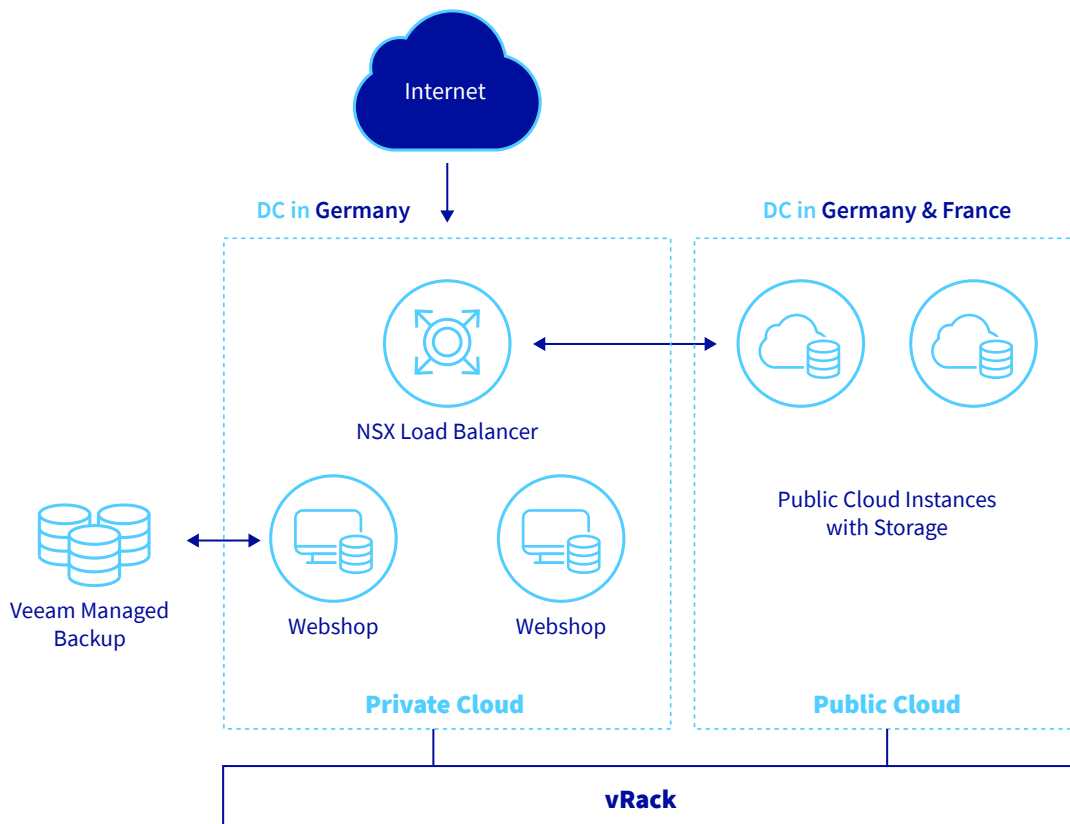 Internet
DC in Germany
DC in Germany & France
NSX Load Balancer
Public Cloud Instances
with Storage
Veeam Managed
Backup
Webshop
Webshop
Private Cloud
Public Cloud
vRack